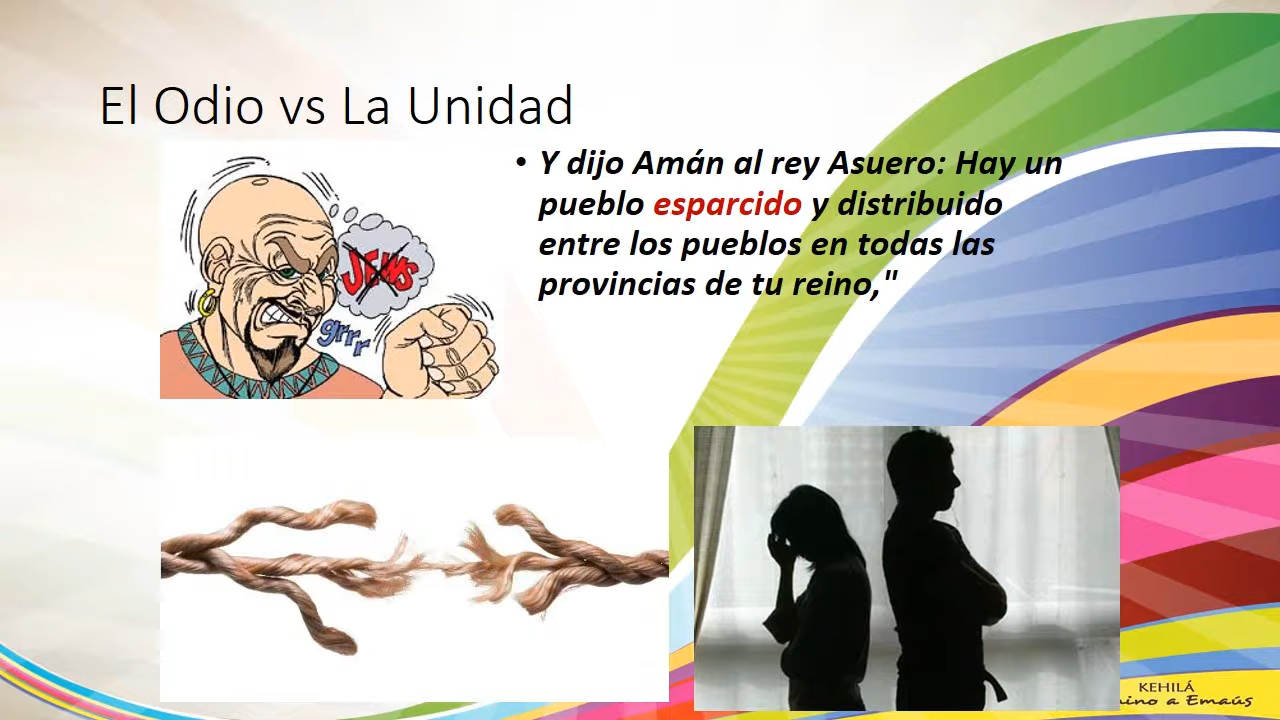 El Odio vs La Unidad
• Y dijo Amán al rey Asuero: Hay un
pueblo esparcido y distribuido
entre los pueblos en todas las
provincias de tu reino,"
JEWS
grrr
KEHILÁ
a Emaús